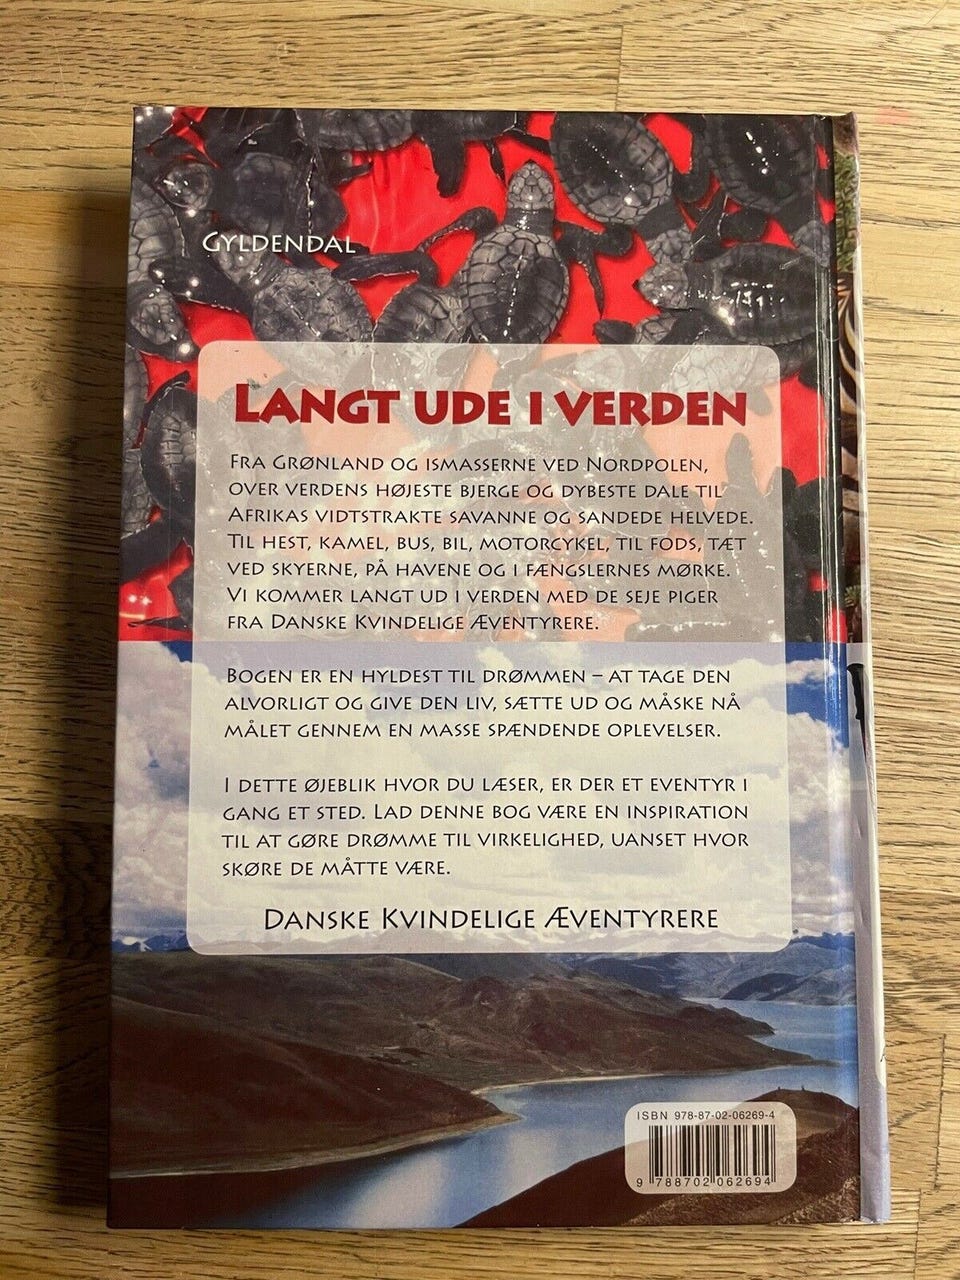 GYLDENDAL
LANGT UDE I VERDEN
FRA GRØNLAND OG ISMASSERNE VED NORDPOLEN,
OVER VERDENS HØJESTE BJERGE OG DYBESTE DALE TIL
AFRIKAS VIDTSTRAKTE SAVANNE OG SANDEDE HELVEDE.
TIL HEST, KAMEL, BUS, BIL, MOTORCYKEL, TIL FODS, TÆT
VED SKYERNE, PÅ HAVENE OG I FÆNGSLERNES MØRKE.
VI KOMMER LANGT UD I VERDEN MED DE SEJE PIGER
FRA DANSKE KVINDELIGE ÆVENTYRERE.
BOGEN ER EN HYLDEST TIL DRØMMEN – AT TAGE DEN
ALVORLIGT OG GIVE DEN LIV, SÆTTE UD OG MÅSKE NÅ
MÅLET GENNEM EN MASSE SPÆNDENDE OPLEVELSER.
I DETTE ØJEBLIK HVOR DU LÆSER, ER DER ET EVENTYR I
GANG ET STED. LAD DENNE BOG VÆRE EN INSPIRATION
TIL AT GØRE DRØMME TIL VIRKELIGHED, UANSET HVOR
SKØRE DE MÅTTE VÆRE.
DANSKE KVINDELIGE ÆVENTYRERE
ISBN 978-87-02-06269-4
9 788702 062694